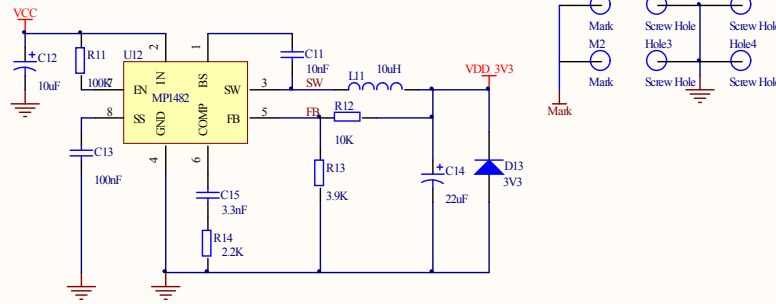 VCC
C12
10uF
R11
100K
7
U12
2
1
IN
BS
EN
SW
MP1482
SS
FB
GND
COMP
8
3
5
4
6
C11
10nF
SW
L11
10uH
VDD_3V3
FB
R12
10K
C13
100nF
R13
3.9K
C14
22uF
D13
3V3
C15
3.3nF
R14
2.2K
Mark
Screw Hole
Screw Hole
M2
Hole3
Hole4
Mark
Screw Hole
Screw Hole
Mark